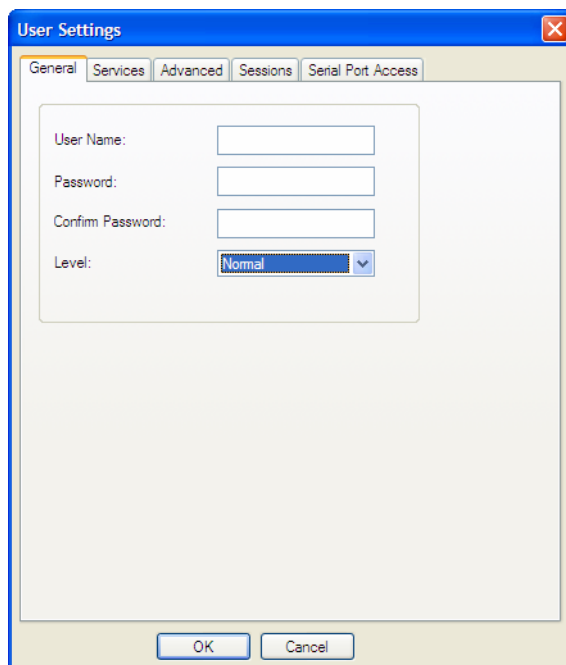 User Settings
General Services Advanced Sessions Serial Port Access
User Name:
Password:
Confirm Password:
Level: Normal
OK Cancel